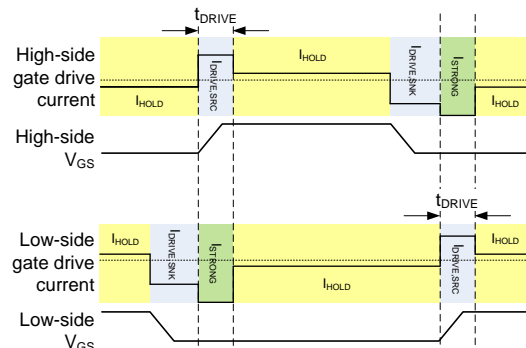 tDRIVE
High-side
gate drive
current
IHOLD
IDRIVE,SRC
IHOLD
IDRIVE,SNK
ISTRONG
IHOLD
High-side
VGS
tDRIVE
Low-side
gate drive
current
IHOLD
IDRIVE,SNK
ISTRONG
IHOLD
IDRIVE,SRC
IHOLD
Low-side
VGS